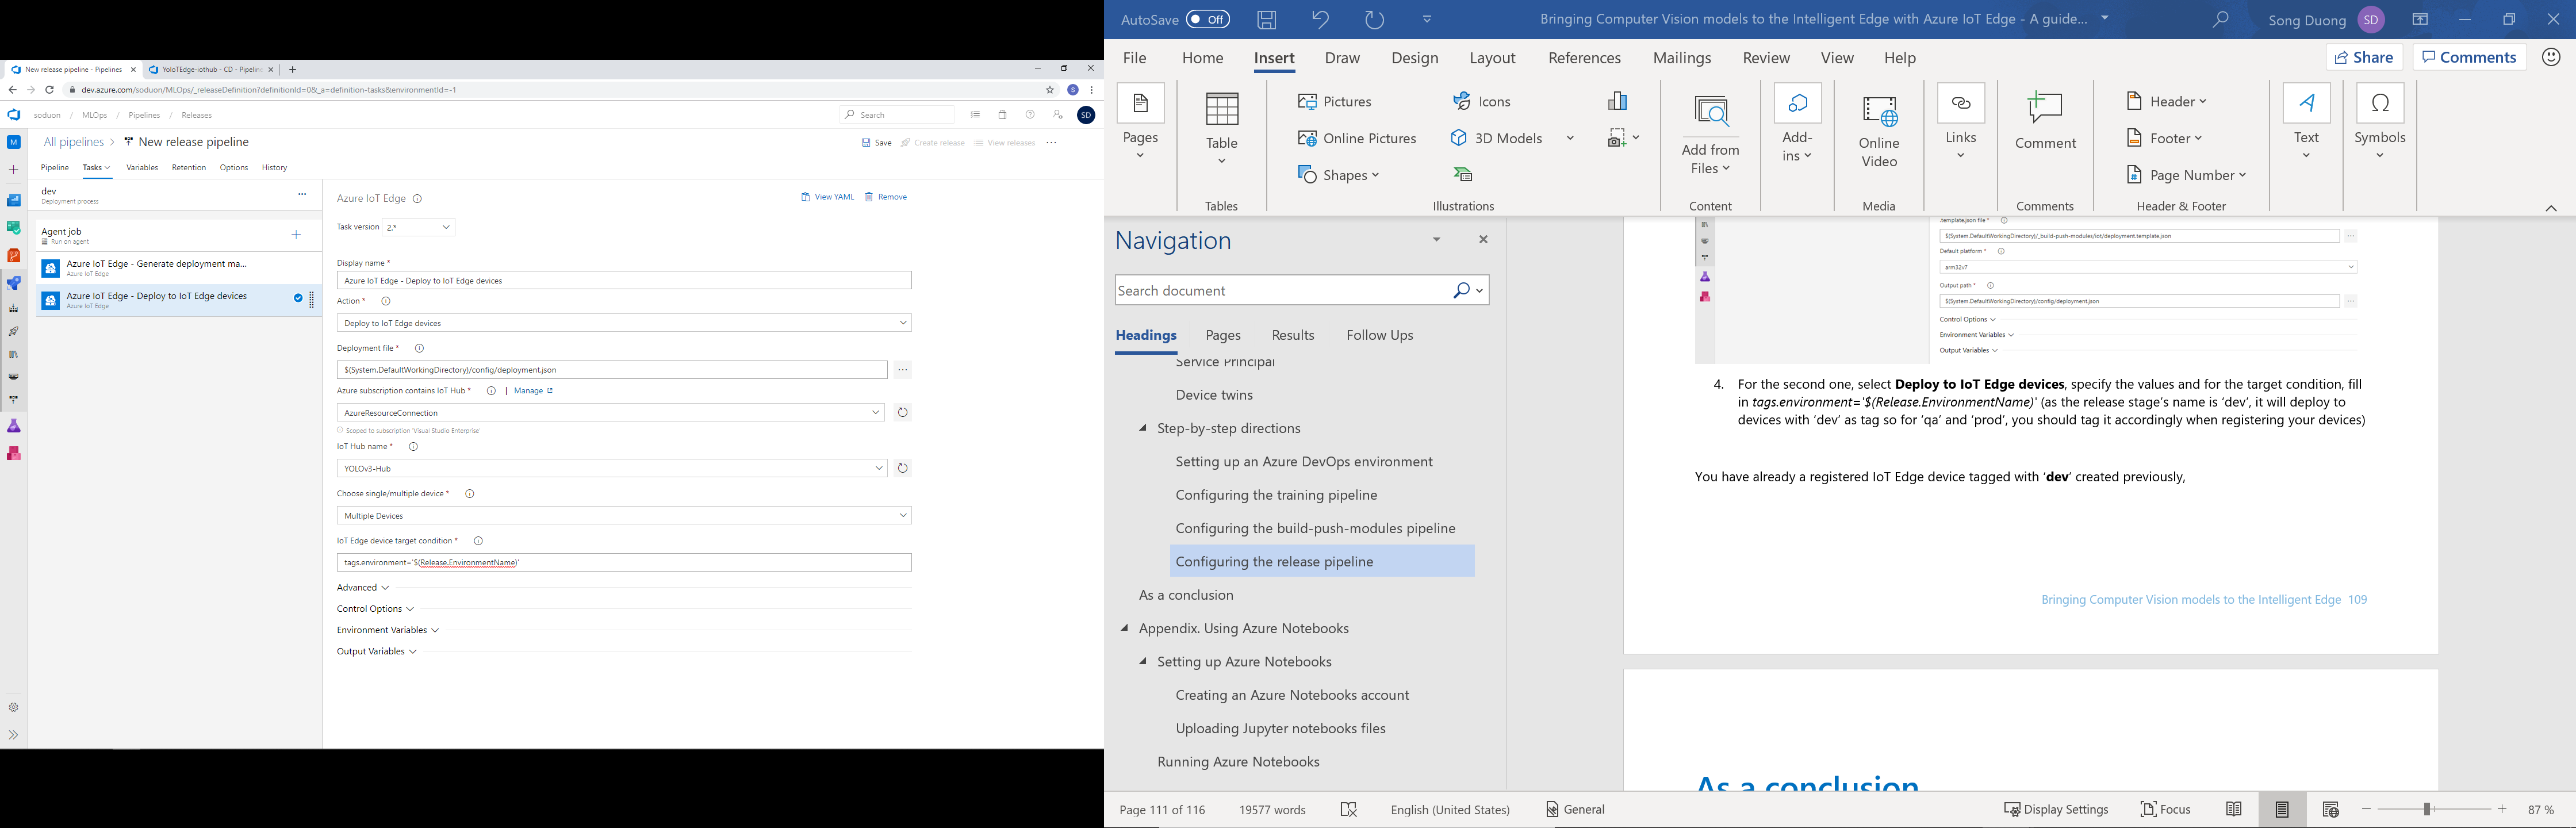 New release pipeline - Pipelines
YoloTEdge-iothub - CD - Pipelin
dev.azure.com/soduon/MLOps/_releaseDefinition?definitionId=0&_a=definition-tasks&environmentId=-1
S
soduon / MLOps / Pipelines / Releases
Search
SD
M
All pipelines > New release pipeline
Save
Create release
View releases
Pipeline
Tasks
Variables
Retention
Options
History
dev
Deployment process
Agent job
Run on agent
Azure IoT Edge - Generate deployment ma...
Azure IoT Edge
Azure IoT Edge - Deploy to IoT Edge devices
Azure IoT Edge
Azure IoT Edge
View YAML
Remove
Task version 2.*
Display name *
Azure IoT Edge - Deploy to IoT Edge devices
Action *
Deploy to IoT Edge devices
Deployment file *
$(System.DefaultWorkingDirectory)/config/deployment.json
Azure subscription contains IoT Hub * | Manage
AzureResourceConnection
Scoped to subscription 'Visual Studio Enterprise'
IoT Hub name *
YOLOv3-Hub
Choose single/multiple device *
Multiple Devices
IoT Edge device target condition *
tags.environment='$(Release.EnvironmentName)'
Advanced
Control Options
Environment Variables
Output Variables
AutoSave Off
Bringing Computer Vision models to the Intelligent Edge with Azure IoT Edge - A guide...
Song Duong SD
File Home Insert Draw Design Layout References Mailings Review View Help
Share
Comments
Pages
Table
Tables
Pictures
Online Pictures
Shapes
Icons
3D Models
Illustrations
Add from
Files
Content
Add-
ins
Online
Video
Media
Links
Comment
Comments
Header
Footer
Page Number
Header & Footer
Text
Symbols
Navigation
Search document
Headings Pages Results Follow Ups
Service Principal
Device twins
Step-by-step directions
Setting up an Azure DevOps environment
Configuring the training pipeline
Configuring the build-push-modules pipeline
Configuring the release pipeline
As a conclusion
Appendix. Using Azure Notebooks
Setting up Azure Notebooks
Creating an Azure Notebooks account
Uploading Jupyter notebooks files
Running Azure Notebooks
.template.json file *
$(System.DefaultWorkingDirectory)/_build-push-modules/iot/deployment.template.json
Default platform *
arm32v7
Output path *
$(System.DefaultWorkingDirectory)/config/deployment.json
Control Options
Environment Variables
Output Variables
4. For the second one, select Deploy to IoT Edge devices, specify the values and for the target condition, fill
in tags.environment='$(Release.EnvironmentName)' (as the release stage's name is 'dev', it will deploy to
devices with 'dev' as tag so for 'qa' and 'prod', you should tag it accordingly when registering your devices)
You have already a registered IoT Edge device tagged with 'dev' created previously,
Bringing Computer Vision models to the Intelligent Edge 109
As a conclusion
Page 111 of 116
19577 words
English (United States)
General
Display Settings
Focus
87 %